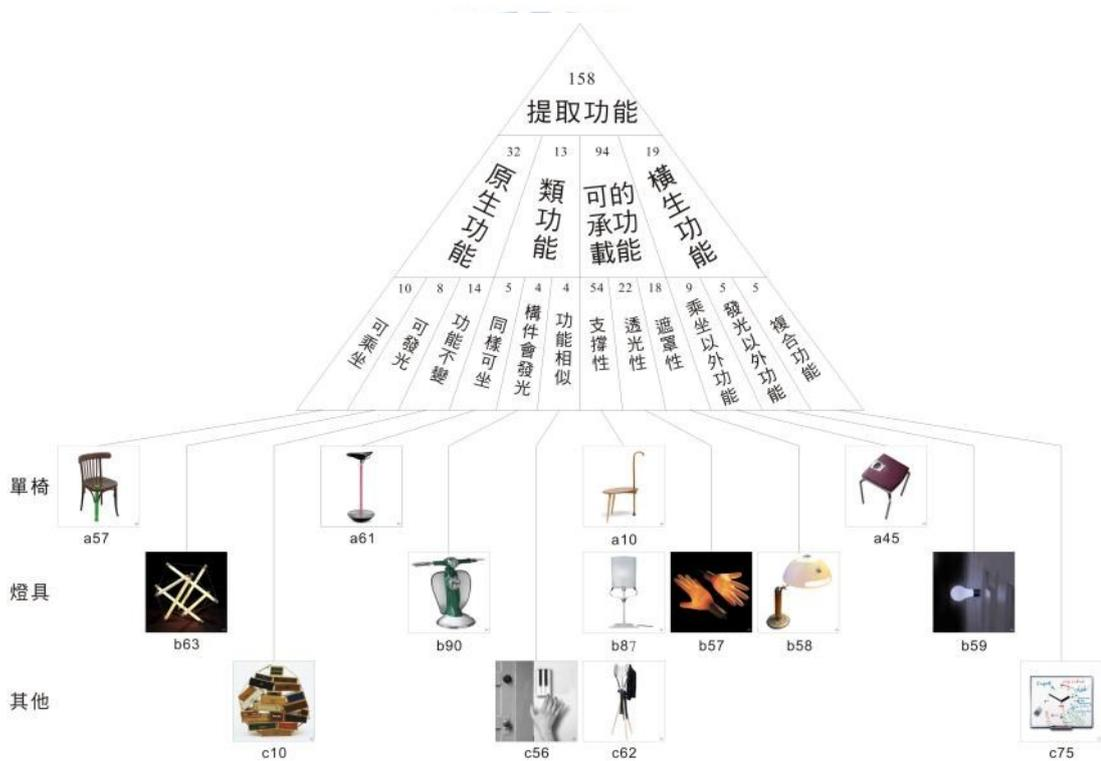 158
提取功能
32 13 94 19
原生功能
類功能
可承載的功能
橫生功能
10 8 14 5 4 4 54 22 18 9 5 5
可乘坐
可發光
功能不變
同樣可坐
構件會發光
功能相似
支撐性
透光性
遮罩性
乘坐以外功能
發光以外功能
複合功能
單椅
a57 a61 a10 a45
燈具
b63 b90 b87 b57 b58 b59
其他
c10 c56 c62 c75